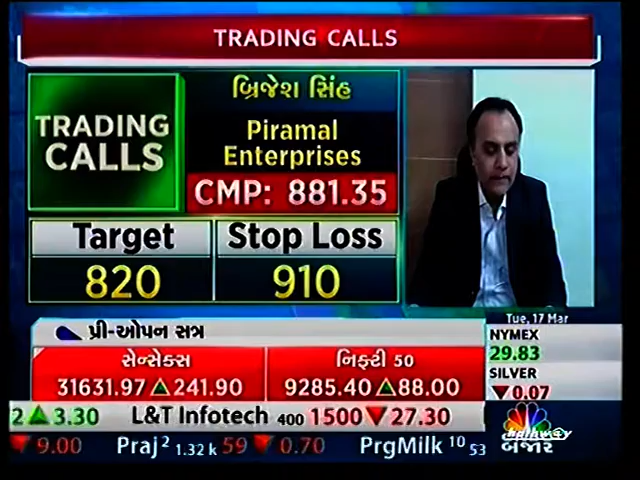 TRADING CALLS
TRADING
CALLS
બ્રિજેશ સિંહ
Piramal
Enterprises
CMP: 881.35
Target
Stop Loss
820
910
Tue, 17 Mar
પ્રી-ઓપન સત્ર
સેન્સેક્સ
31631.97 ▲ 241.90
નિફ્ટી 50
9285.40 ▲ 88.00
NYMEX
29.83
SILVER
▼ 0.07
2 ▲ 3.30 L&T Infotech 400 1500 ▼ 27.30
▼ 9.00 Praj 2 1.32 k 59 ▼ 0.70 PrgMilk 10 53
hathway
બજાર